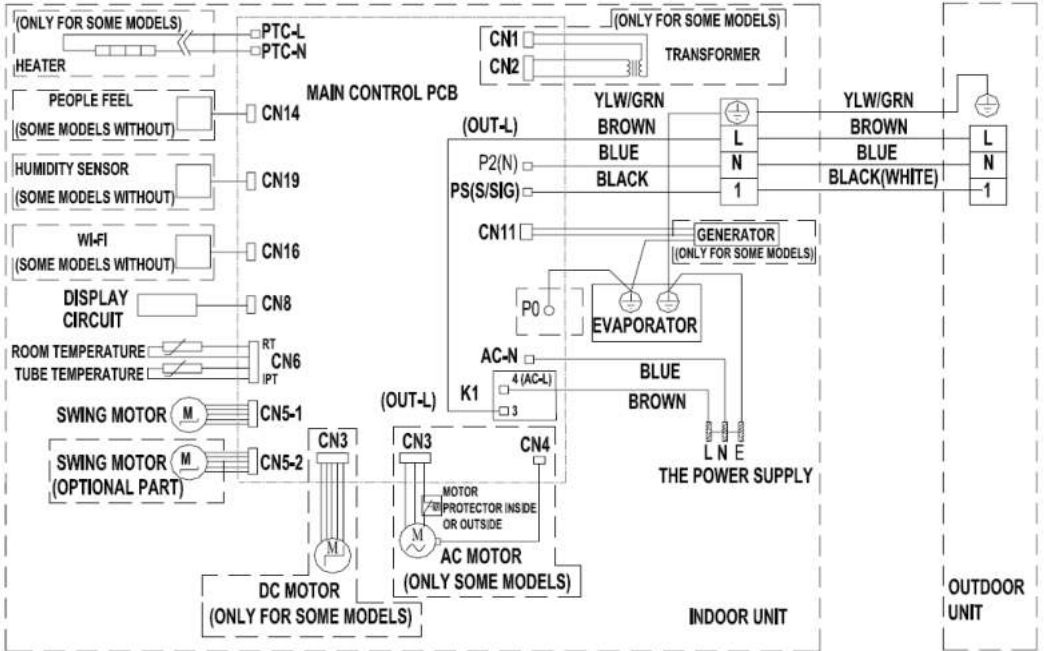 (ONLY FOR SOME MODELS)
HEATER
PTC-L
PTC-N
PEOPLE FEEL
(SOME MODELS WITHOUT)
CN14
HUMIDITY SENSOR
(SOME MODELS WITHOUT)
CN19
WI-FI
(SOME MODELS WITHOUT)
CN16
DISPLAY
CIRCUIT
CN8
ROOM TEMPERATURE
TUBE TEMPERATURE
RT
CN6
IPT
SWING MOTOR
M
CN5-1
SWING MOTOR
(OPTIONAL PART)
M
CN5-2
MAIN CONTROL PCB
(ONLY FOR SOME MODELS)
CN1
CN2
TRANSFORMER
YLW/GRN
(OUT-L)
BROWN
L
P2(N)
BLUE
N
PS(S/SIG)
BLACK
1
YLW/GRN
BROWN
L
BLUE
N
BLACK(WHITE)
1
CN11
GENERATOR
(ONLY FOR SOME MODELS)
P0
EVAPORATOR
AC-N
BLUE
K1
4 (AC-L)
3
BROWN
(OUT-L)
L N E
THE POWER SUPPLY
CN3
M
DC MOTOR
(ONLY FOR SOME MODELS)
CN3
CN4
MOTOR
PROTECTOR INSIDE
OR OUTSIDE
M
AC MOTOR
(ONLY SOME MODELS)
INDOOR UNIT
OUTDOOR
UNIT